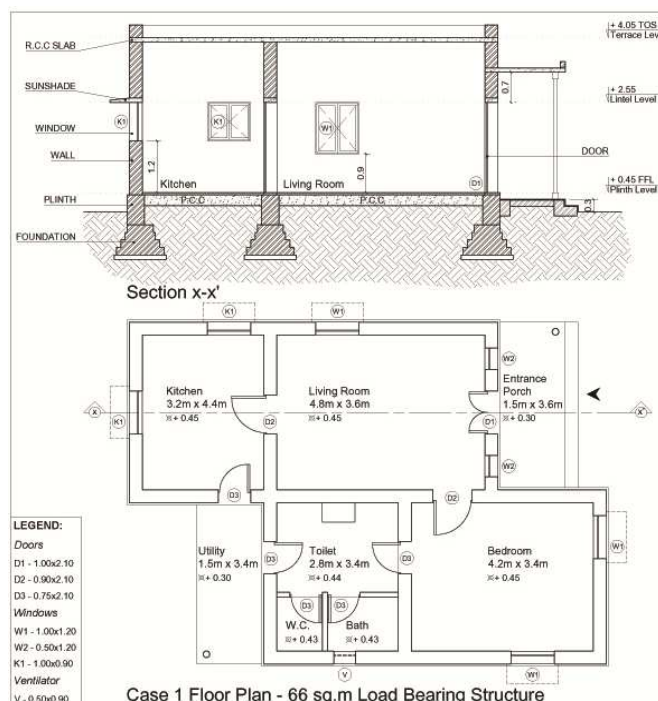 R.C.C SLAB
SUNSHADE
WINDOW
WALL
PLINTH
FOUNDATION
K1
1.2
Kitchen
P.C.C
W1
0.9
Living Room
P.C.C
D1
0.7
DOOR
0.3
+ 4.05 TOS
+ 2.55
Lintel Level
+ 0.45 FFL
Plinth Level
Section x-x'
K1
W1
Kitchen
3.2m x 4.4m
+ 0.45
Living Room
4.8m x 3.6m
+ 0.45
W2
Entrance
Porch
1.5m x 3.6m
+ 0.30
X
K1
D2
D1
X'
W2
D3
D2
Utility
1.5m x 3.4m
+ 0.30
D3
Toilet
2.8m x 3.4m
+ 0.44
D3
Bedroom
4.2m x 3.4m
+ 0.45
W1
D3
D3
W.C.
+ 0.43
Bath
+ 0.43
V
W1
LEGEND:
Doors
D1 - 1.00x2.10
D2 - 0.90x2.10
D3 - 0.75x2.10
Windows
W1 - 1.00x1.20
W2 - 0.50x1.20
K1 - 1.00x0.90
Ventilator
V - 0.50x0.90
Case 1 Floor Plan - 66 sq.m Load Bearing Structure